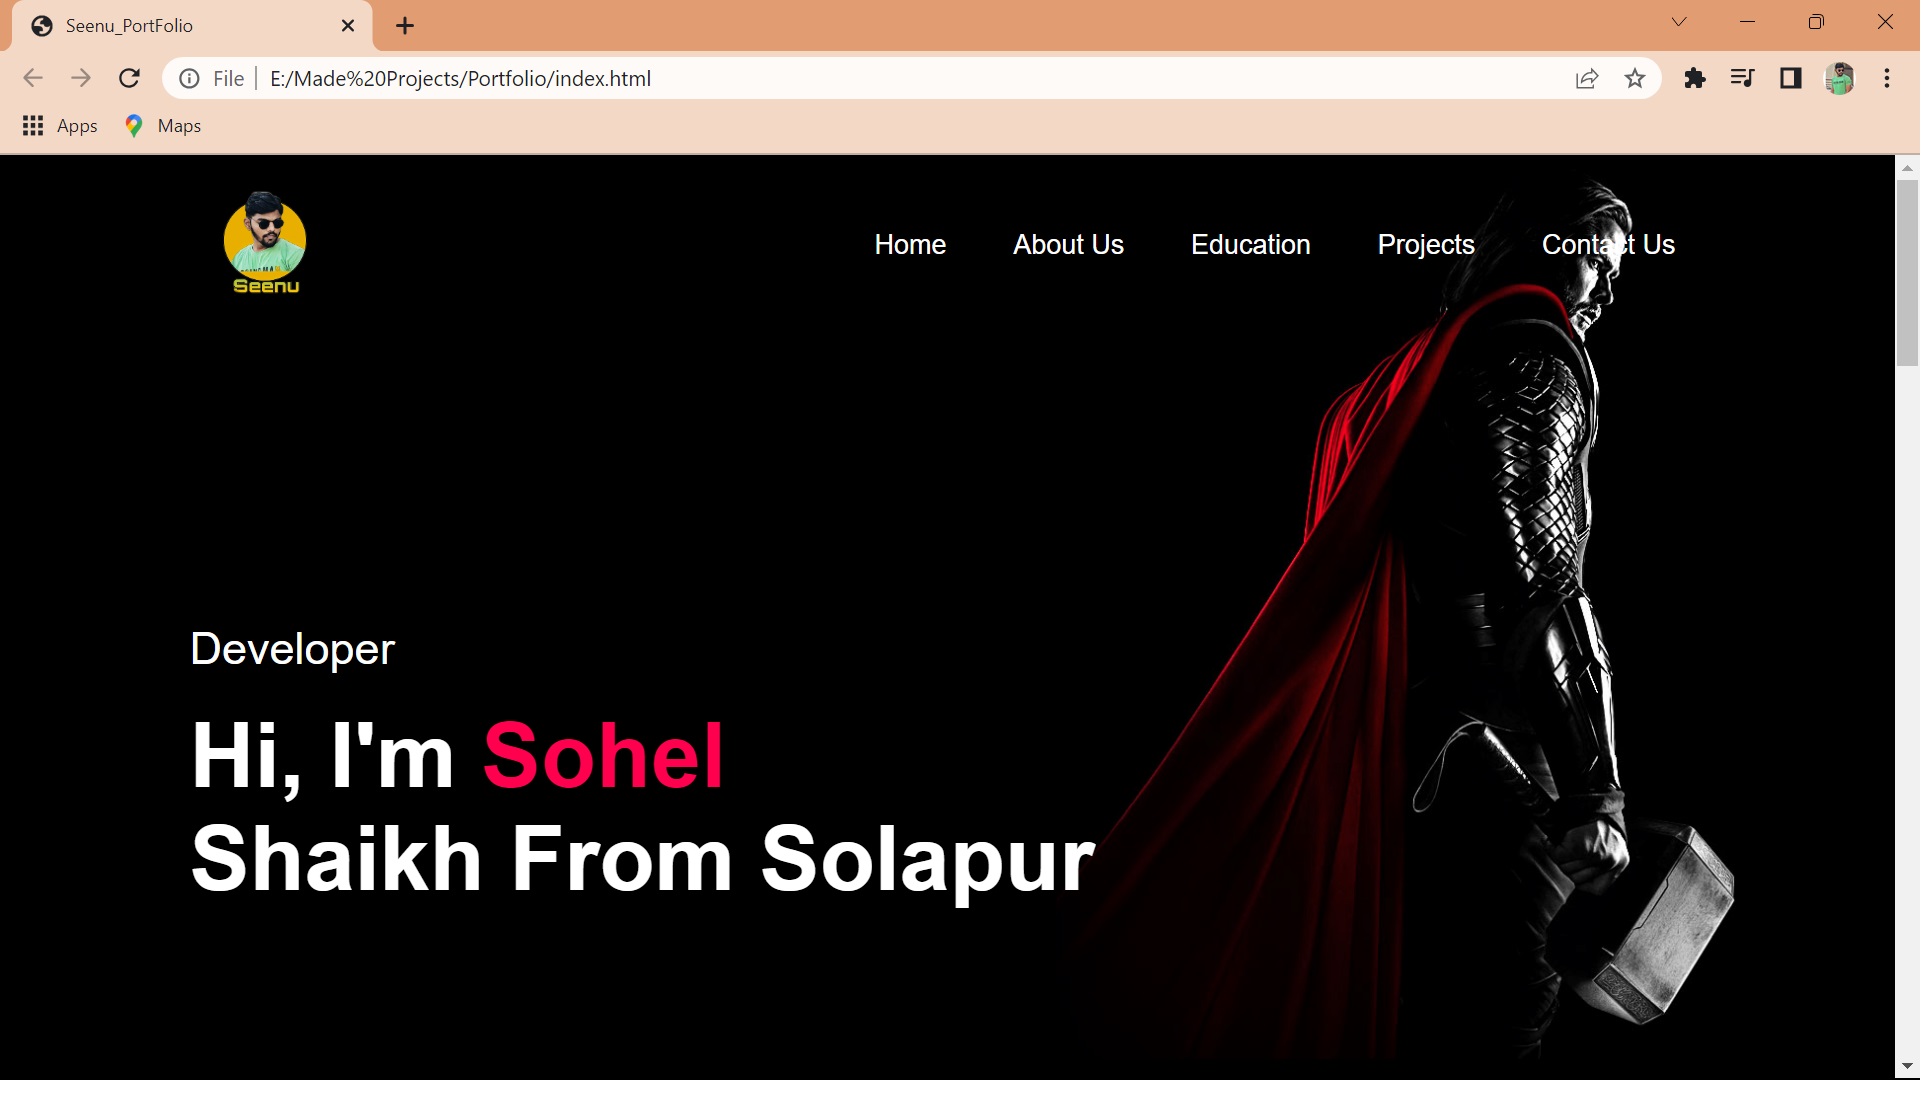 Seenu_PortFolio
File E:/Made%20Projects/Portfolio/index.html
Apps Maps
Seenu
Home About Us Education Projects Contact Us
Developer
Hi, I'm Sohel
Shaikh From Solapur